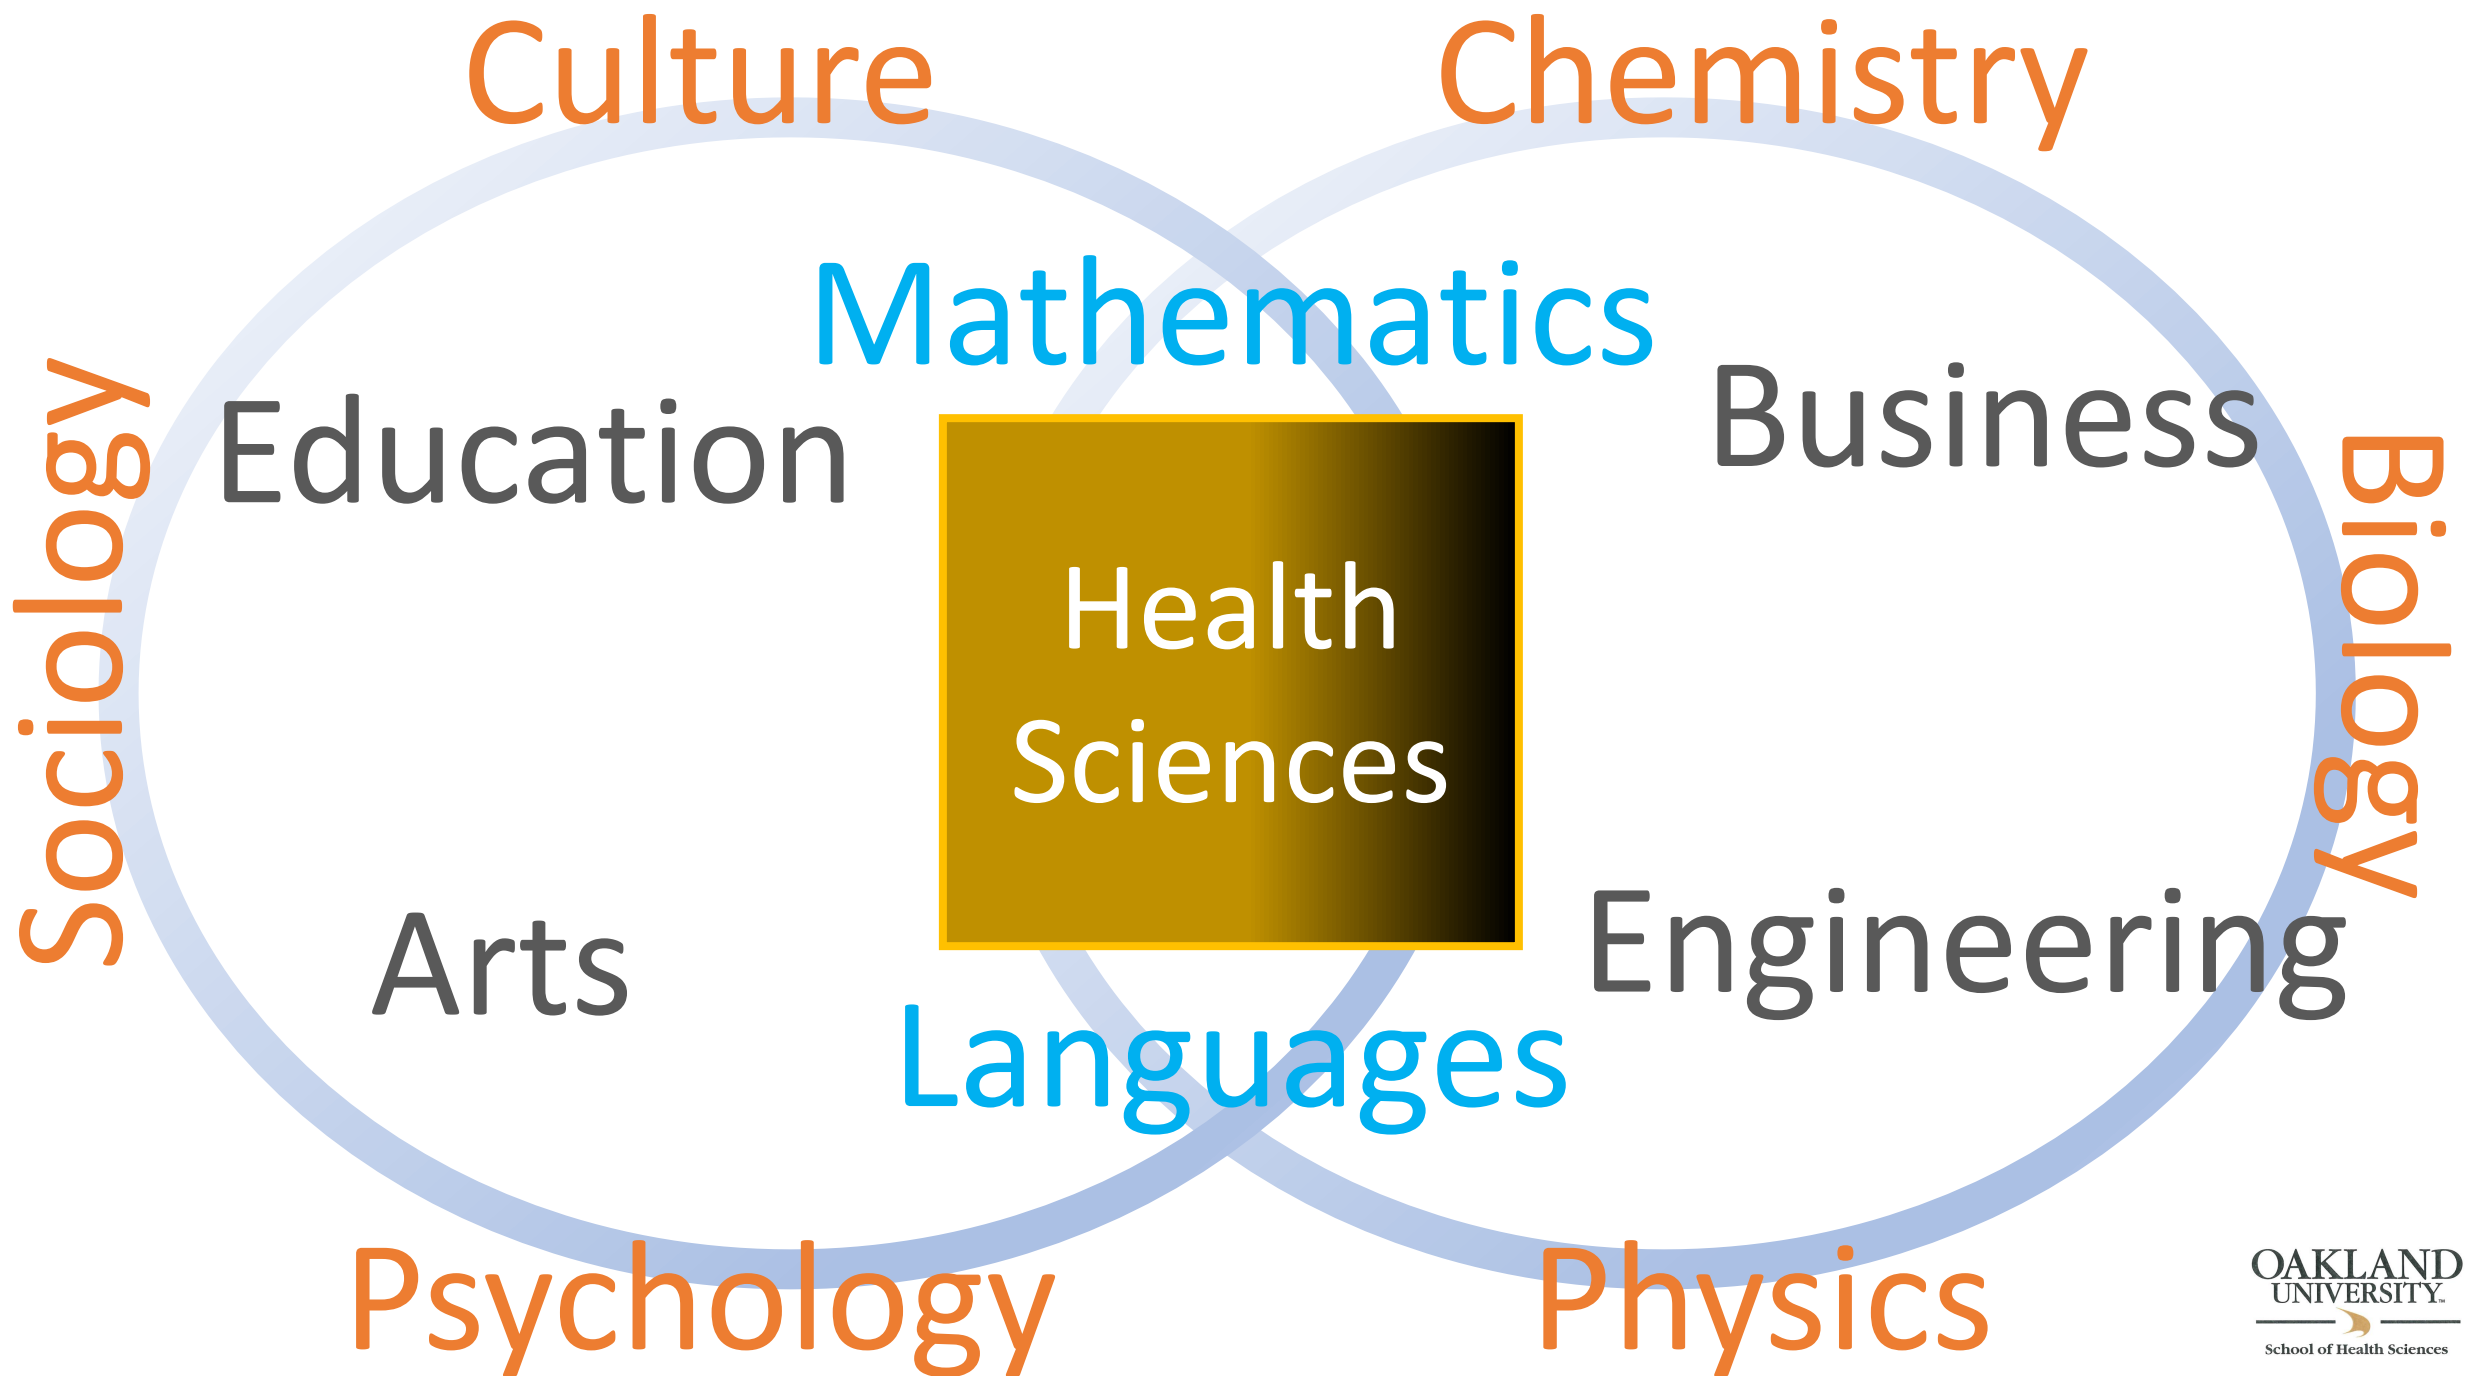 Culture
Chemistry
Mathematics
Sociology
Education
Business
Biology
Health
Sciences
Arts
Engineering
Languages
Psychology
Physics
OAKLAND
UNIVERSITY™
School of Health Sciences